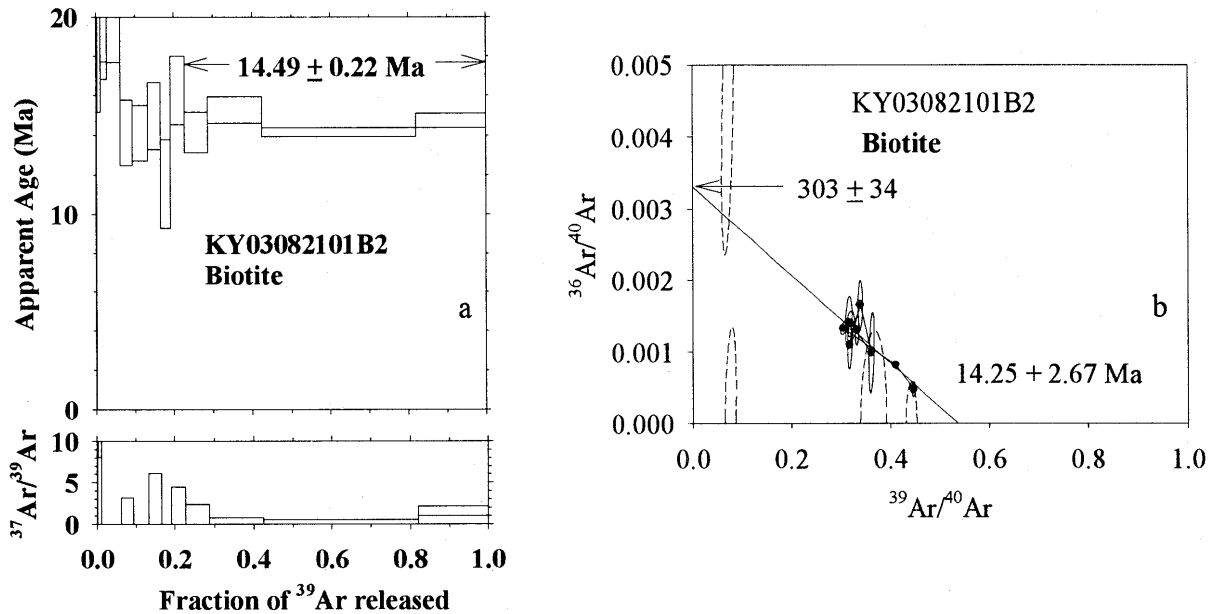 20
10
0
Apparent Age (Ma)
14.49 ± 0.22 Ma
KY03082101B2
Biotite
a
10
5
0
³⁷Ar/³⁹Ar
0.0 0.2 0.4 0.6 0.8 1.0
Fraction of ³⁹Ar released
0.005
0.004
0.003
0.002
0.001
0.000
³⁶Ar/⁴⁰Ar
KY03082101B2
Biotite
303 ± 34
b
14.25 + 2.67 Ma
0.0 0.2 0.4 0.6 0.8 1.0
³⁹Ar/⁴⁰Ar